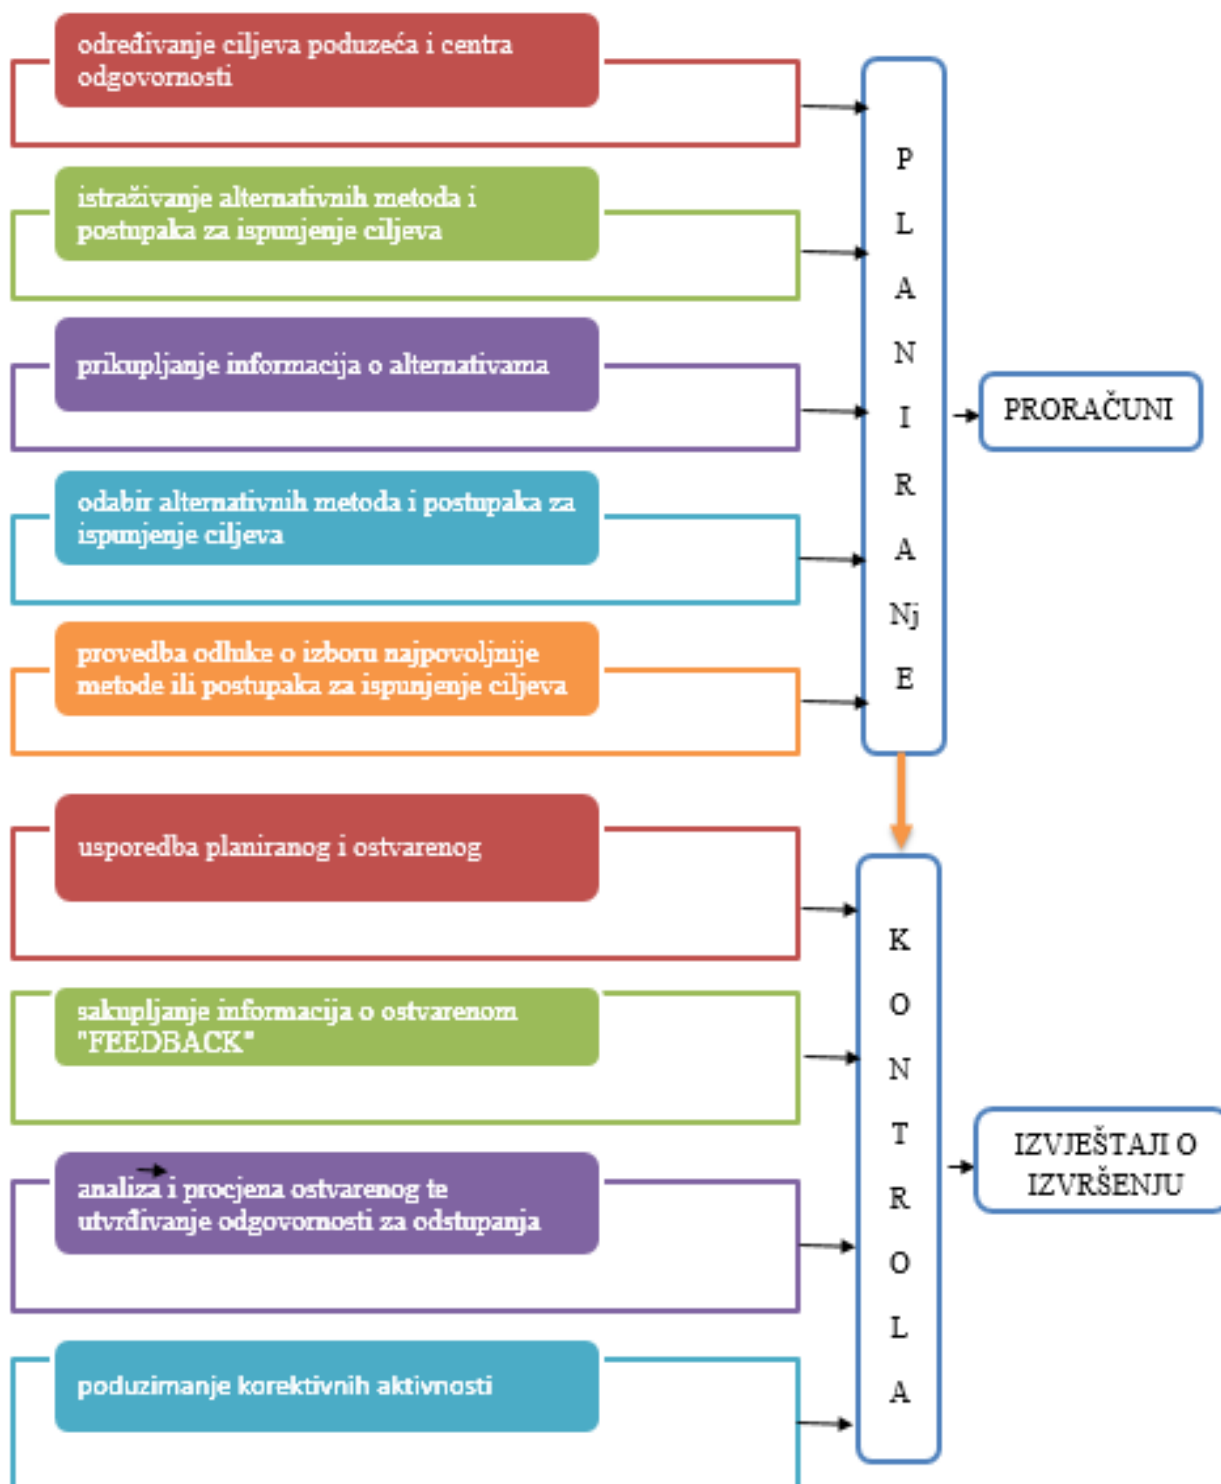 određivanje ciljeva poduzeća i centra
odgovornosti
istraživanje alternativnih metoda i
postupaka za ispunjenje ciljeva
prikupljanje informacija o alternativama
odabir alternativnih metoda i postupaka za
ispunjenje ciljeva
provedba odluke o izboru najpovoljnije
metode ili postupaka za ispunjenje ciljeva
P
L
A
N
I
R
A
Nj
E
PRORAČUNI
usporedba planiranog i ostvarenog
sakupljanje informacija o ostvarenom
"FEEDBACK"
analiza i procjena ostvarenog te
utvrđivanje odgovornosti za odstupanja
poduzimanje korektivnih aktivnosti
K
O
N
T
R
O
L
A
IZVJEŠTAJI O
IZVRŠENJU